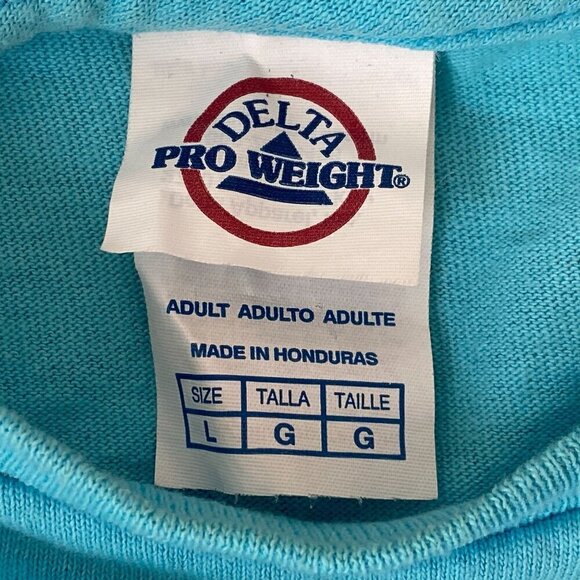 DELTA
PRO WEIGHT®
ADULT ADULTO ADULTE
MADE IN HONDURAS
SIZE TALLA TAILLE
L G G